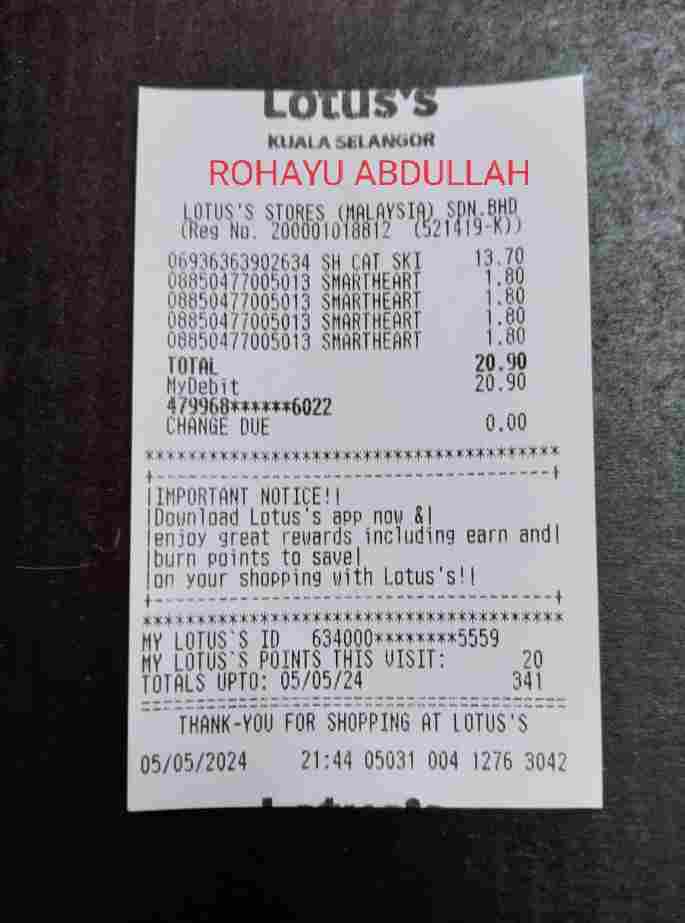 Lotus's
KUALA SELANGOR
ROHAYU ABDULLAH
LOTUS'S STORES (MALAYSIA) SDN.BHD
(Reg No. 200001018812 (521419-K))
06936363902634 SH CAT SKI 13.70
08850477005013 SMARTHEART 1.80
08850477005013 SMARTHEART 1.80
08850477005013 SMARTHEART 1.80
08850477005013 SMARTHEART 1.80
TOTAL 20.90
MyDebit 20.90
479968******6022
CHANGE DUE 0.00
****************************************
+--------------------------------------+
|IMPORTANT NOTICE!|
|Download Lotus's app now &|
|enjoy great rewards including earn and|
|burn points to save|
|on your shopping with Lotus's!|
+--------------------------------------+
****************************************
MY LOTUS`S ID 634000********5559
MY LOTUS`S POINTS THIS VISIT: 20
TOTALS UPTO: 05/05/24 341
========================================
THANK-YOU FOR SHOPPING AT LOTUS'S
05/05/2024 21:44 05031 004 1276 3042